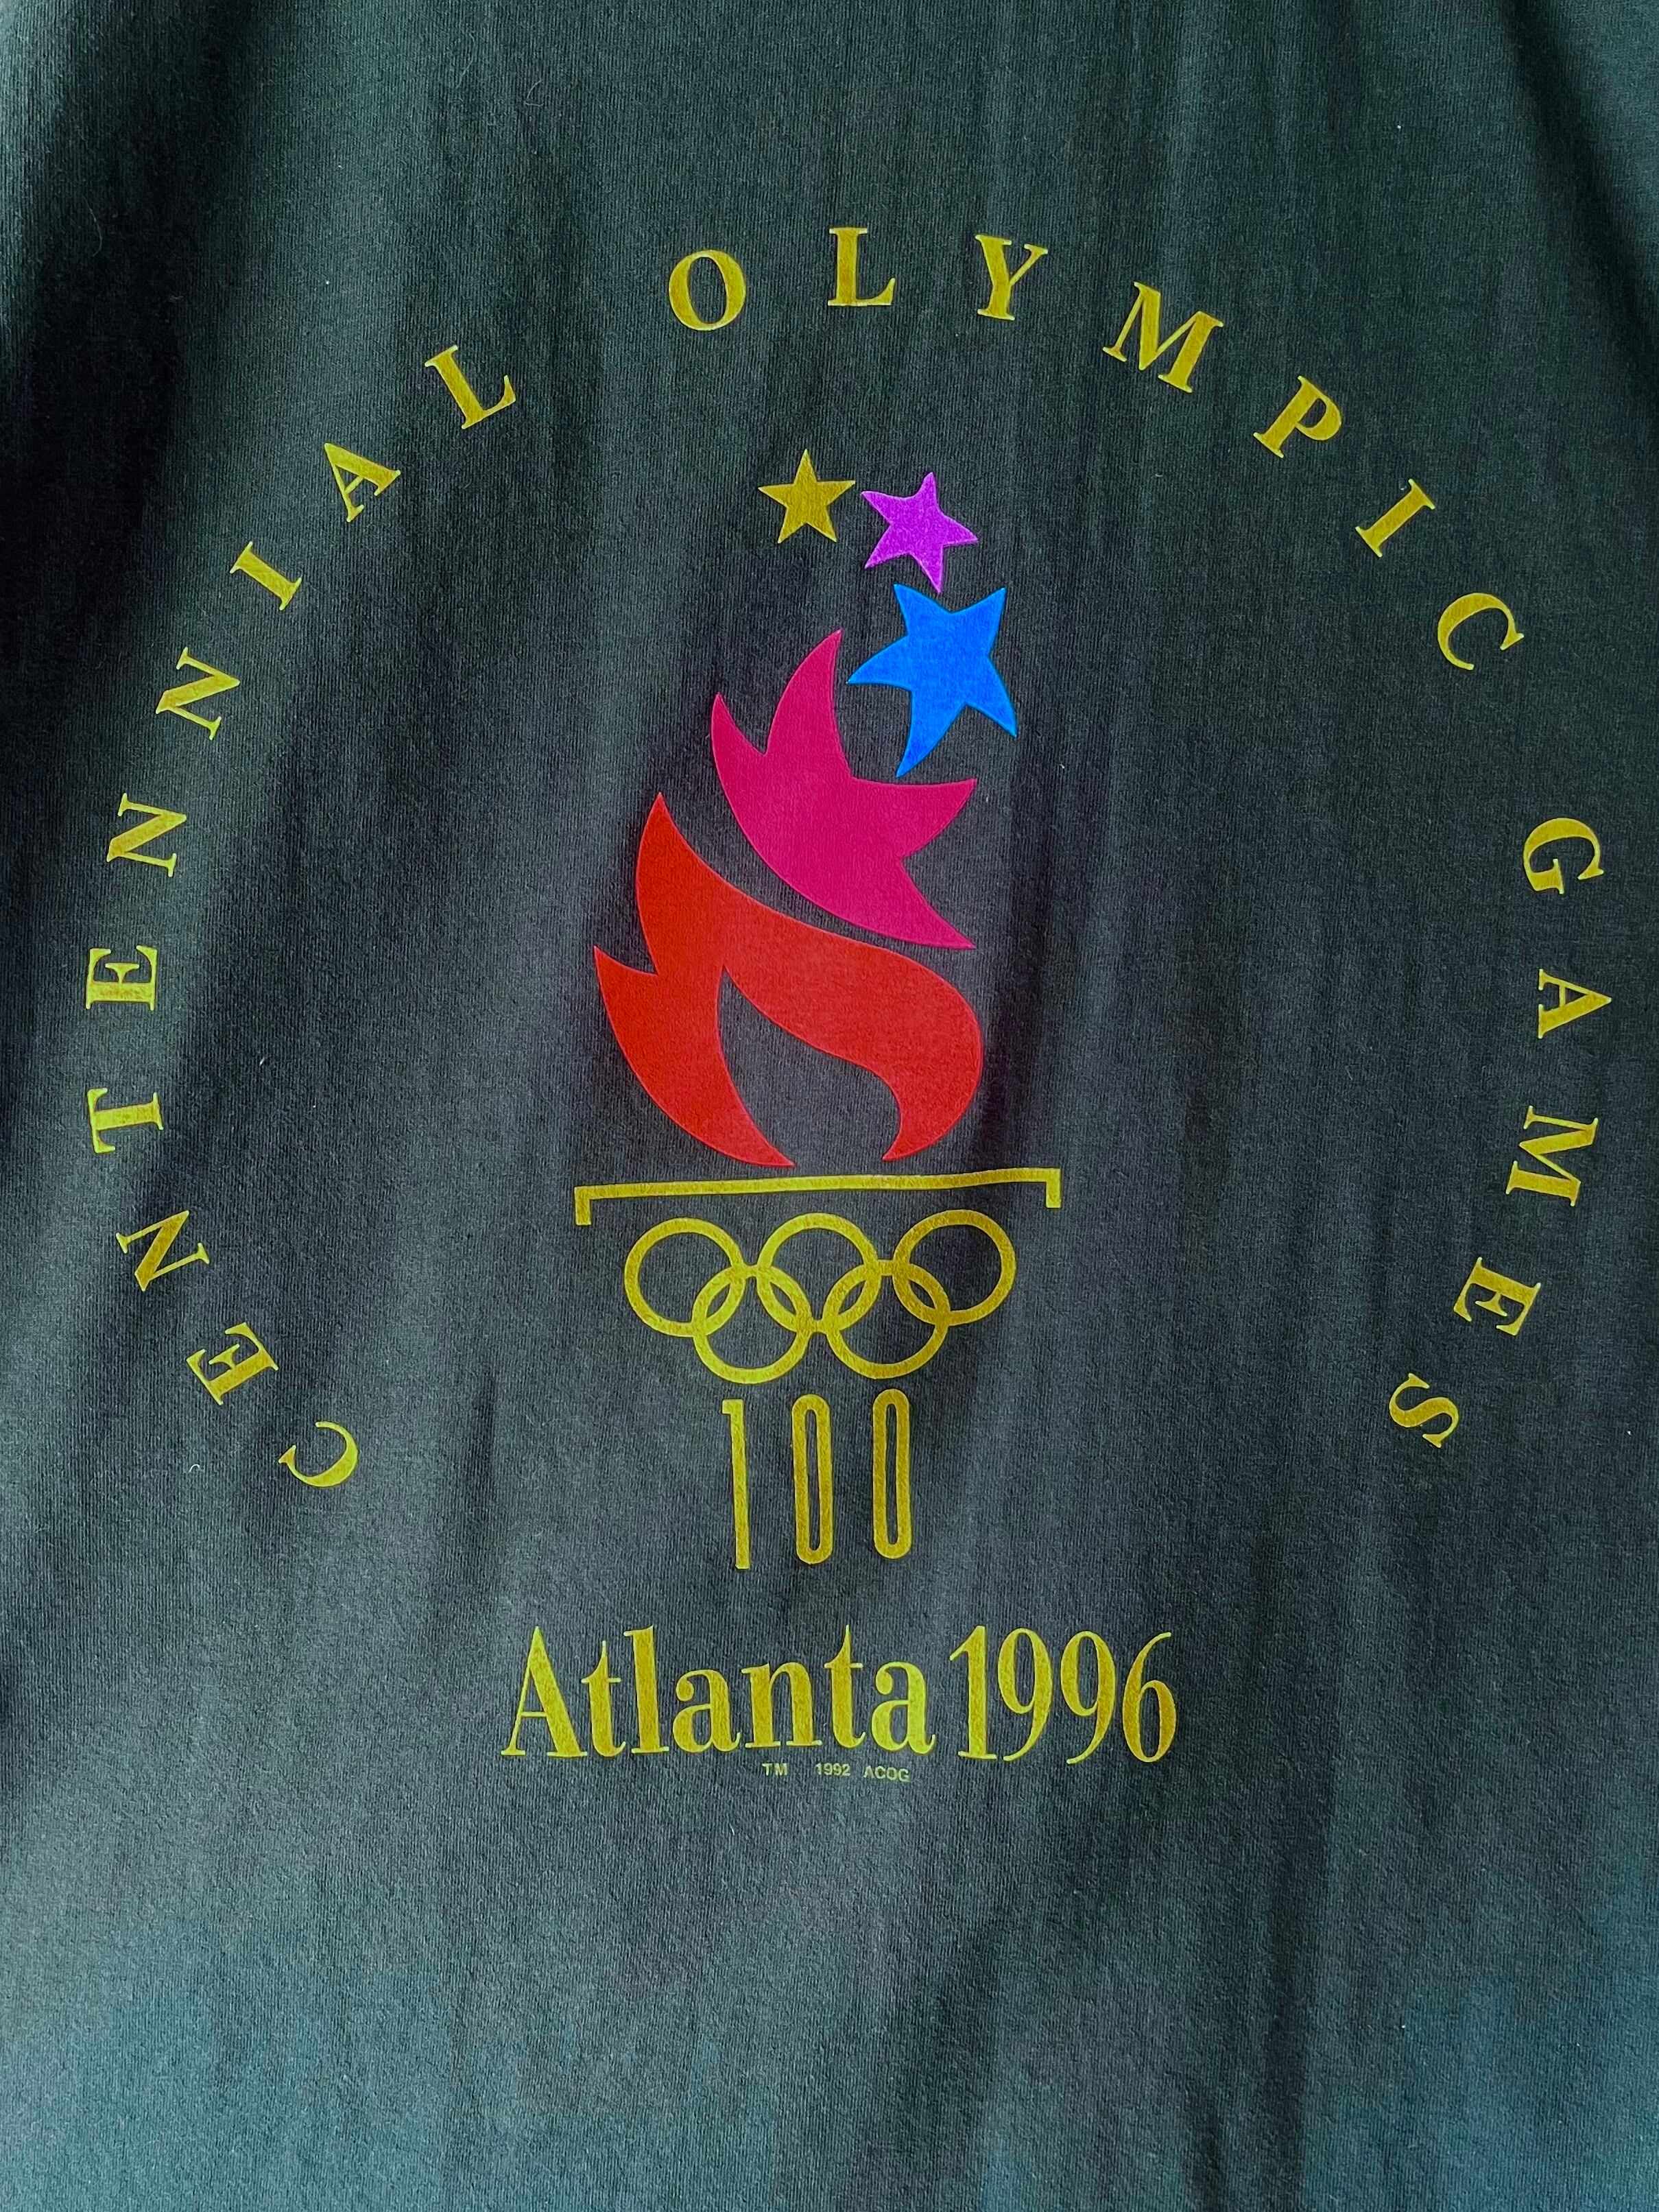 CENTENNIAL OLYMPIC GAMES
100
Atlanta 1996
TM 1992 ACOG